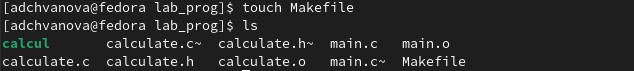 [adchvanova@fedora lab_prog]$ touch Makefile
[adchvanova@fedora lab_prog]$ ls
calcul calculate.c~ calculate.h~ main.c main.o
calculate.c calculate.h calculate.o main.c~ Makefile